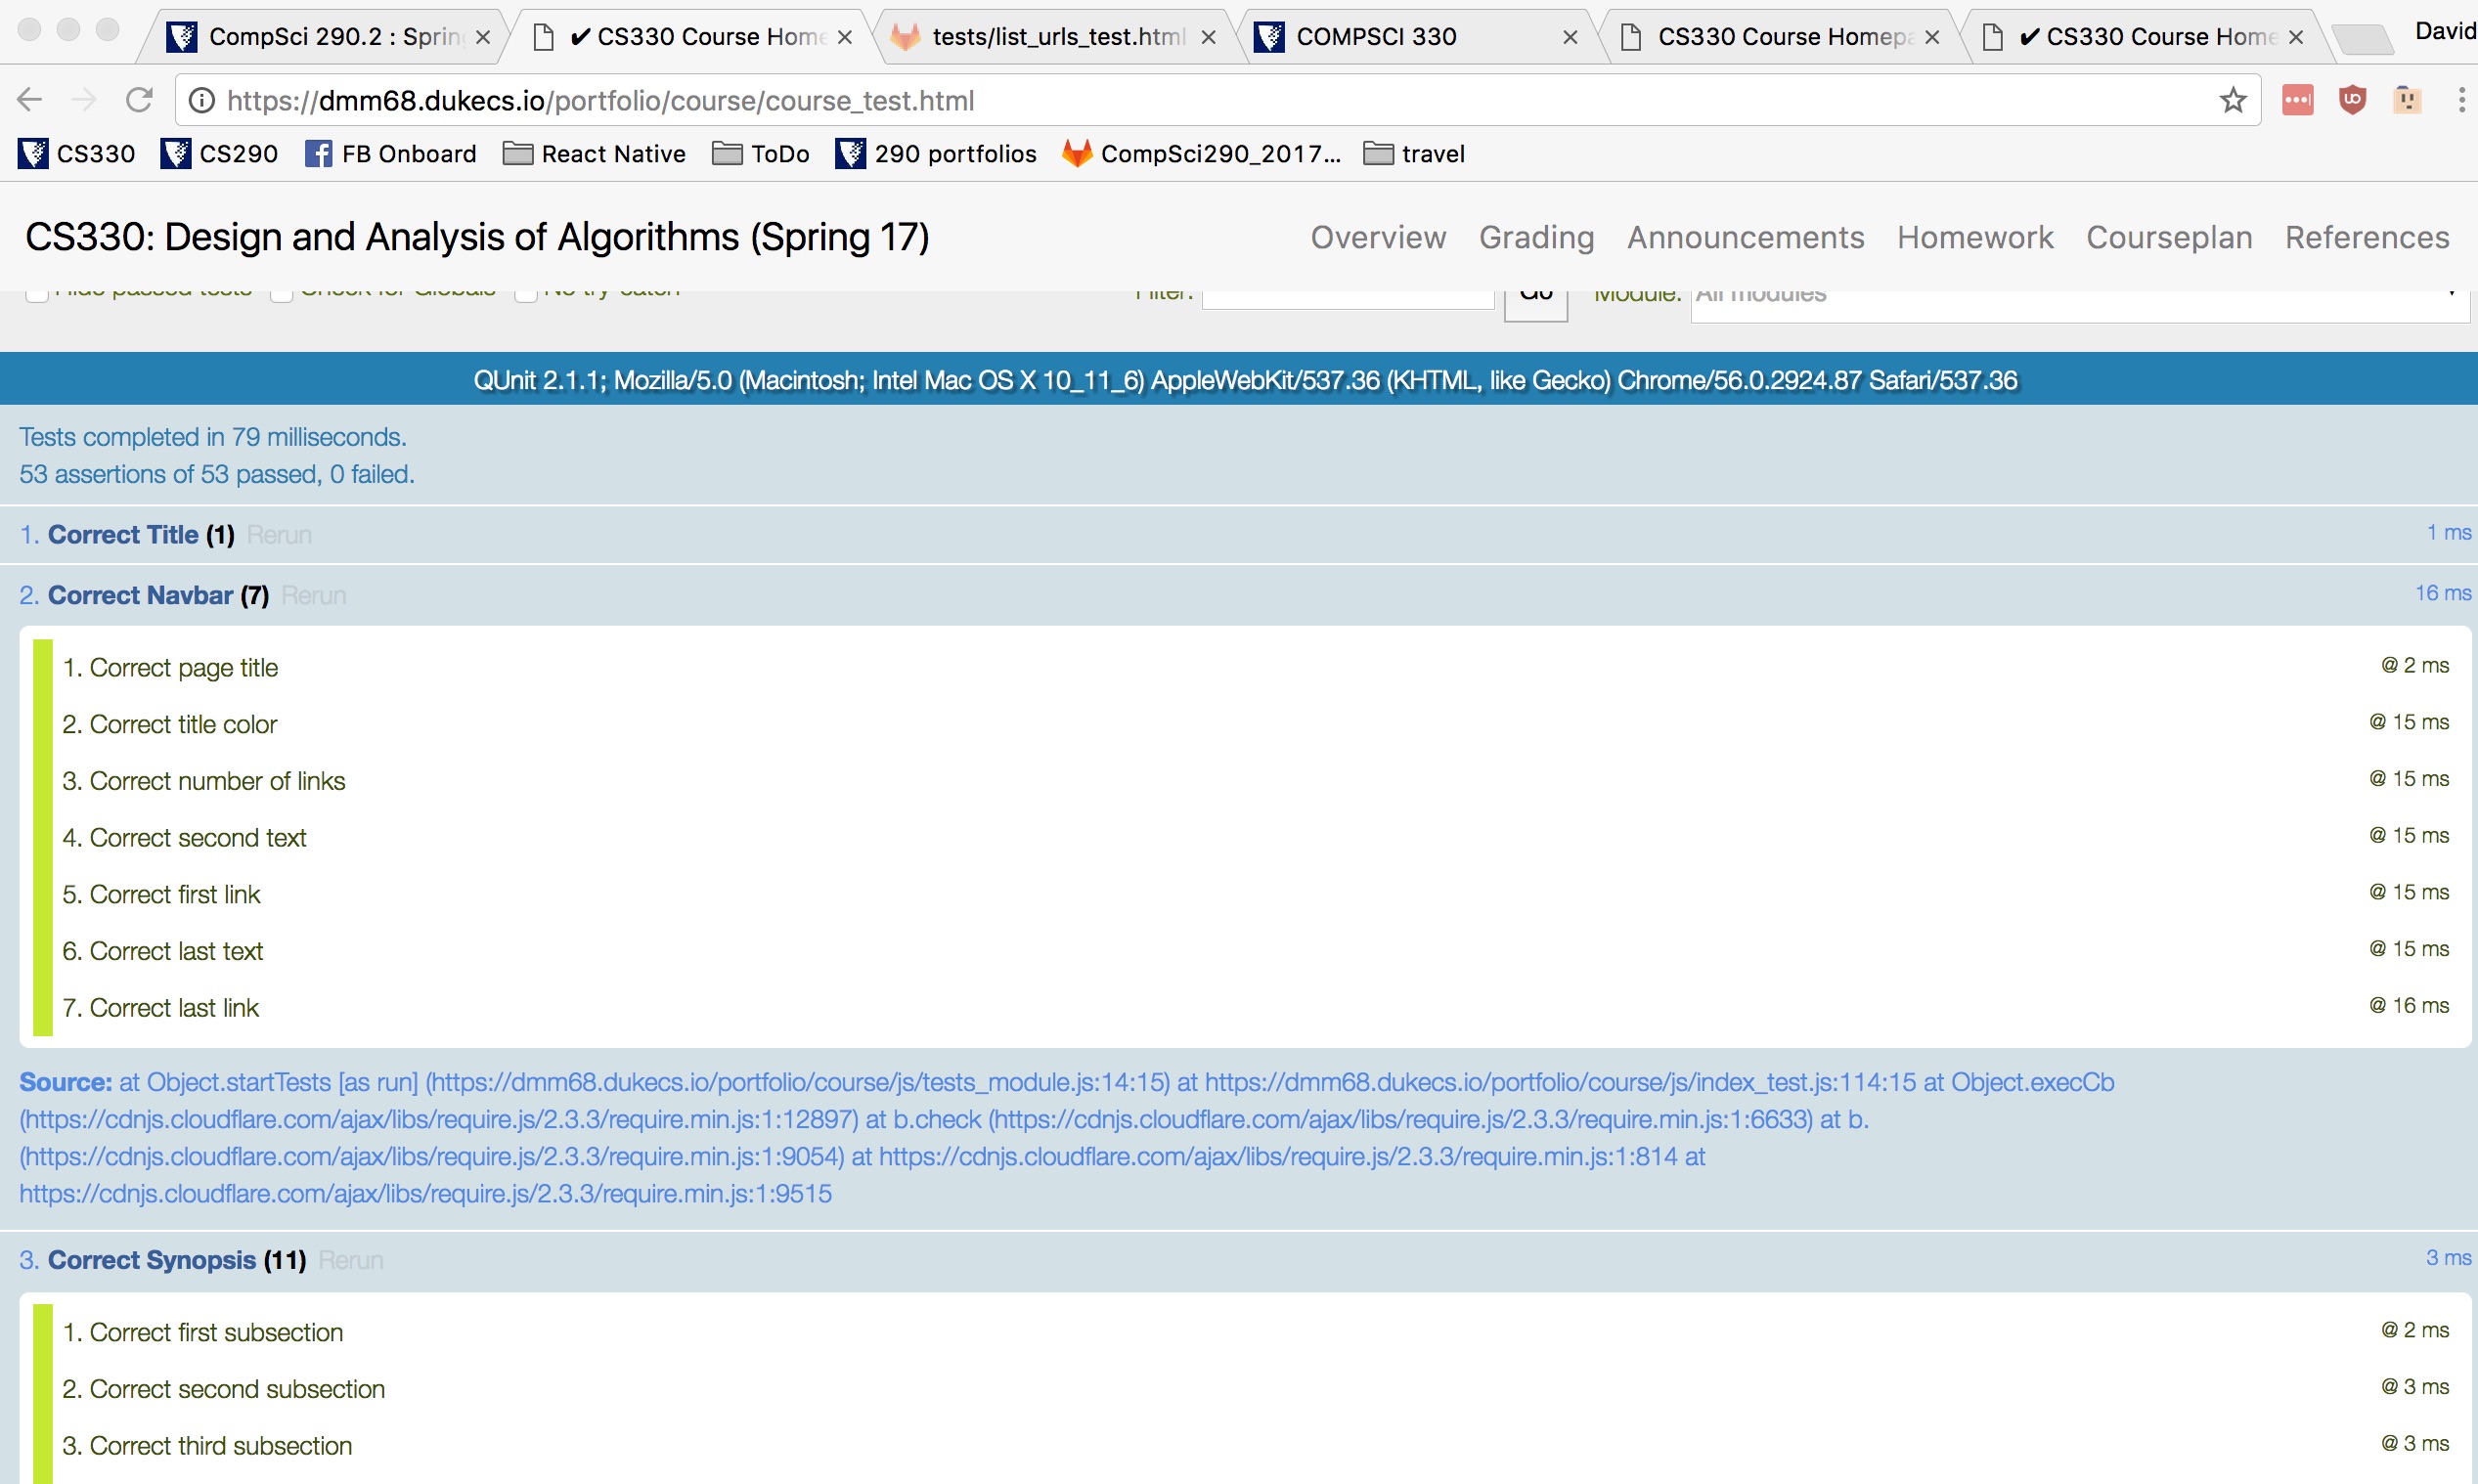 CompSci 290.2 : Spring
✔ CS330 Course Home
tests/list_urls_test.html
COMPSCI 330
CS330 Course Homepa
✔ CS330 Course Home
David
https://dmm68.dukecs.io/portfolio/course/course_test.html
CS330 CS290 FB Onboard React Native ToDo 290 portfolios CompSci290_2017... travel
CS330: Design and Analysis of Algorithms (Spring 17)
Overview Grading Announcements Homework Courseplan References
Hide passed tests Check for Globals No try-catch Filter: Go Module: All modules
QUnit 2.1.1; Mozilla/5.0 (Macintosh; Intel Mac OS X 10_11_6) AppleWebKit/537.36 (KHTML, like Gecko) Chrome/56.0.2924.87 Safari/537.36
Tests completed in 79 milliseconds.
53 assertions of 53 passed, 0 failed.
1. Correct Title (1) Rerun 1 ms
2. Correct Navbar (7) Rerun 16 ms
1. Correct page title @ 2 ms
2. Correct title color @ 15 ms
3. Correct number of links @ 15 ms
4. Correct second text @ 15 ms
5. Correct first link @ 15 ms
6. Correct last text @ 15 ms
7. Correct last link @ 16 ms
Source: at Object.startTests [as run] (https://dmm68.dukecs.io/portfolio/course/js/tests_module.js:14:15) at https://dmm68.dukecs.io/portfolio/course/js/index_test.js:114:15 at Object.execCb
(https://cdnjs.cloudflare.com/ajax/libs/require.js/2.3.3/require.min.js:1:12897) at b.check (https://cdnjs.cloudflare.com/ajax/libs/require.js/2.3.3/require.min.js:1:6633) at b.
(https://cdnjs.cloudflare.com/ajax/libs/require.js/2.3.3/require.min.js:1:9054) at https://cdnjs.cloudflare.com/ajax/libs/require.js/2.3.3/require.min.js:1:814 at
https://cdnjs.cloudflare.com/ajax/libs/require.js/2.3.3/require.min.js:1:9515
3. Correct Synopsis (11) Rerun 3 ms
1. Correct first subsection @ 2 ms
2. Correct second subsection @ 3 ms
3. Correct third subsection @ 3 ms